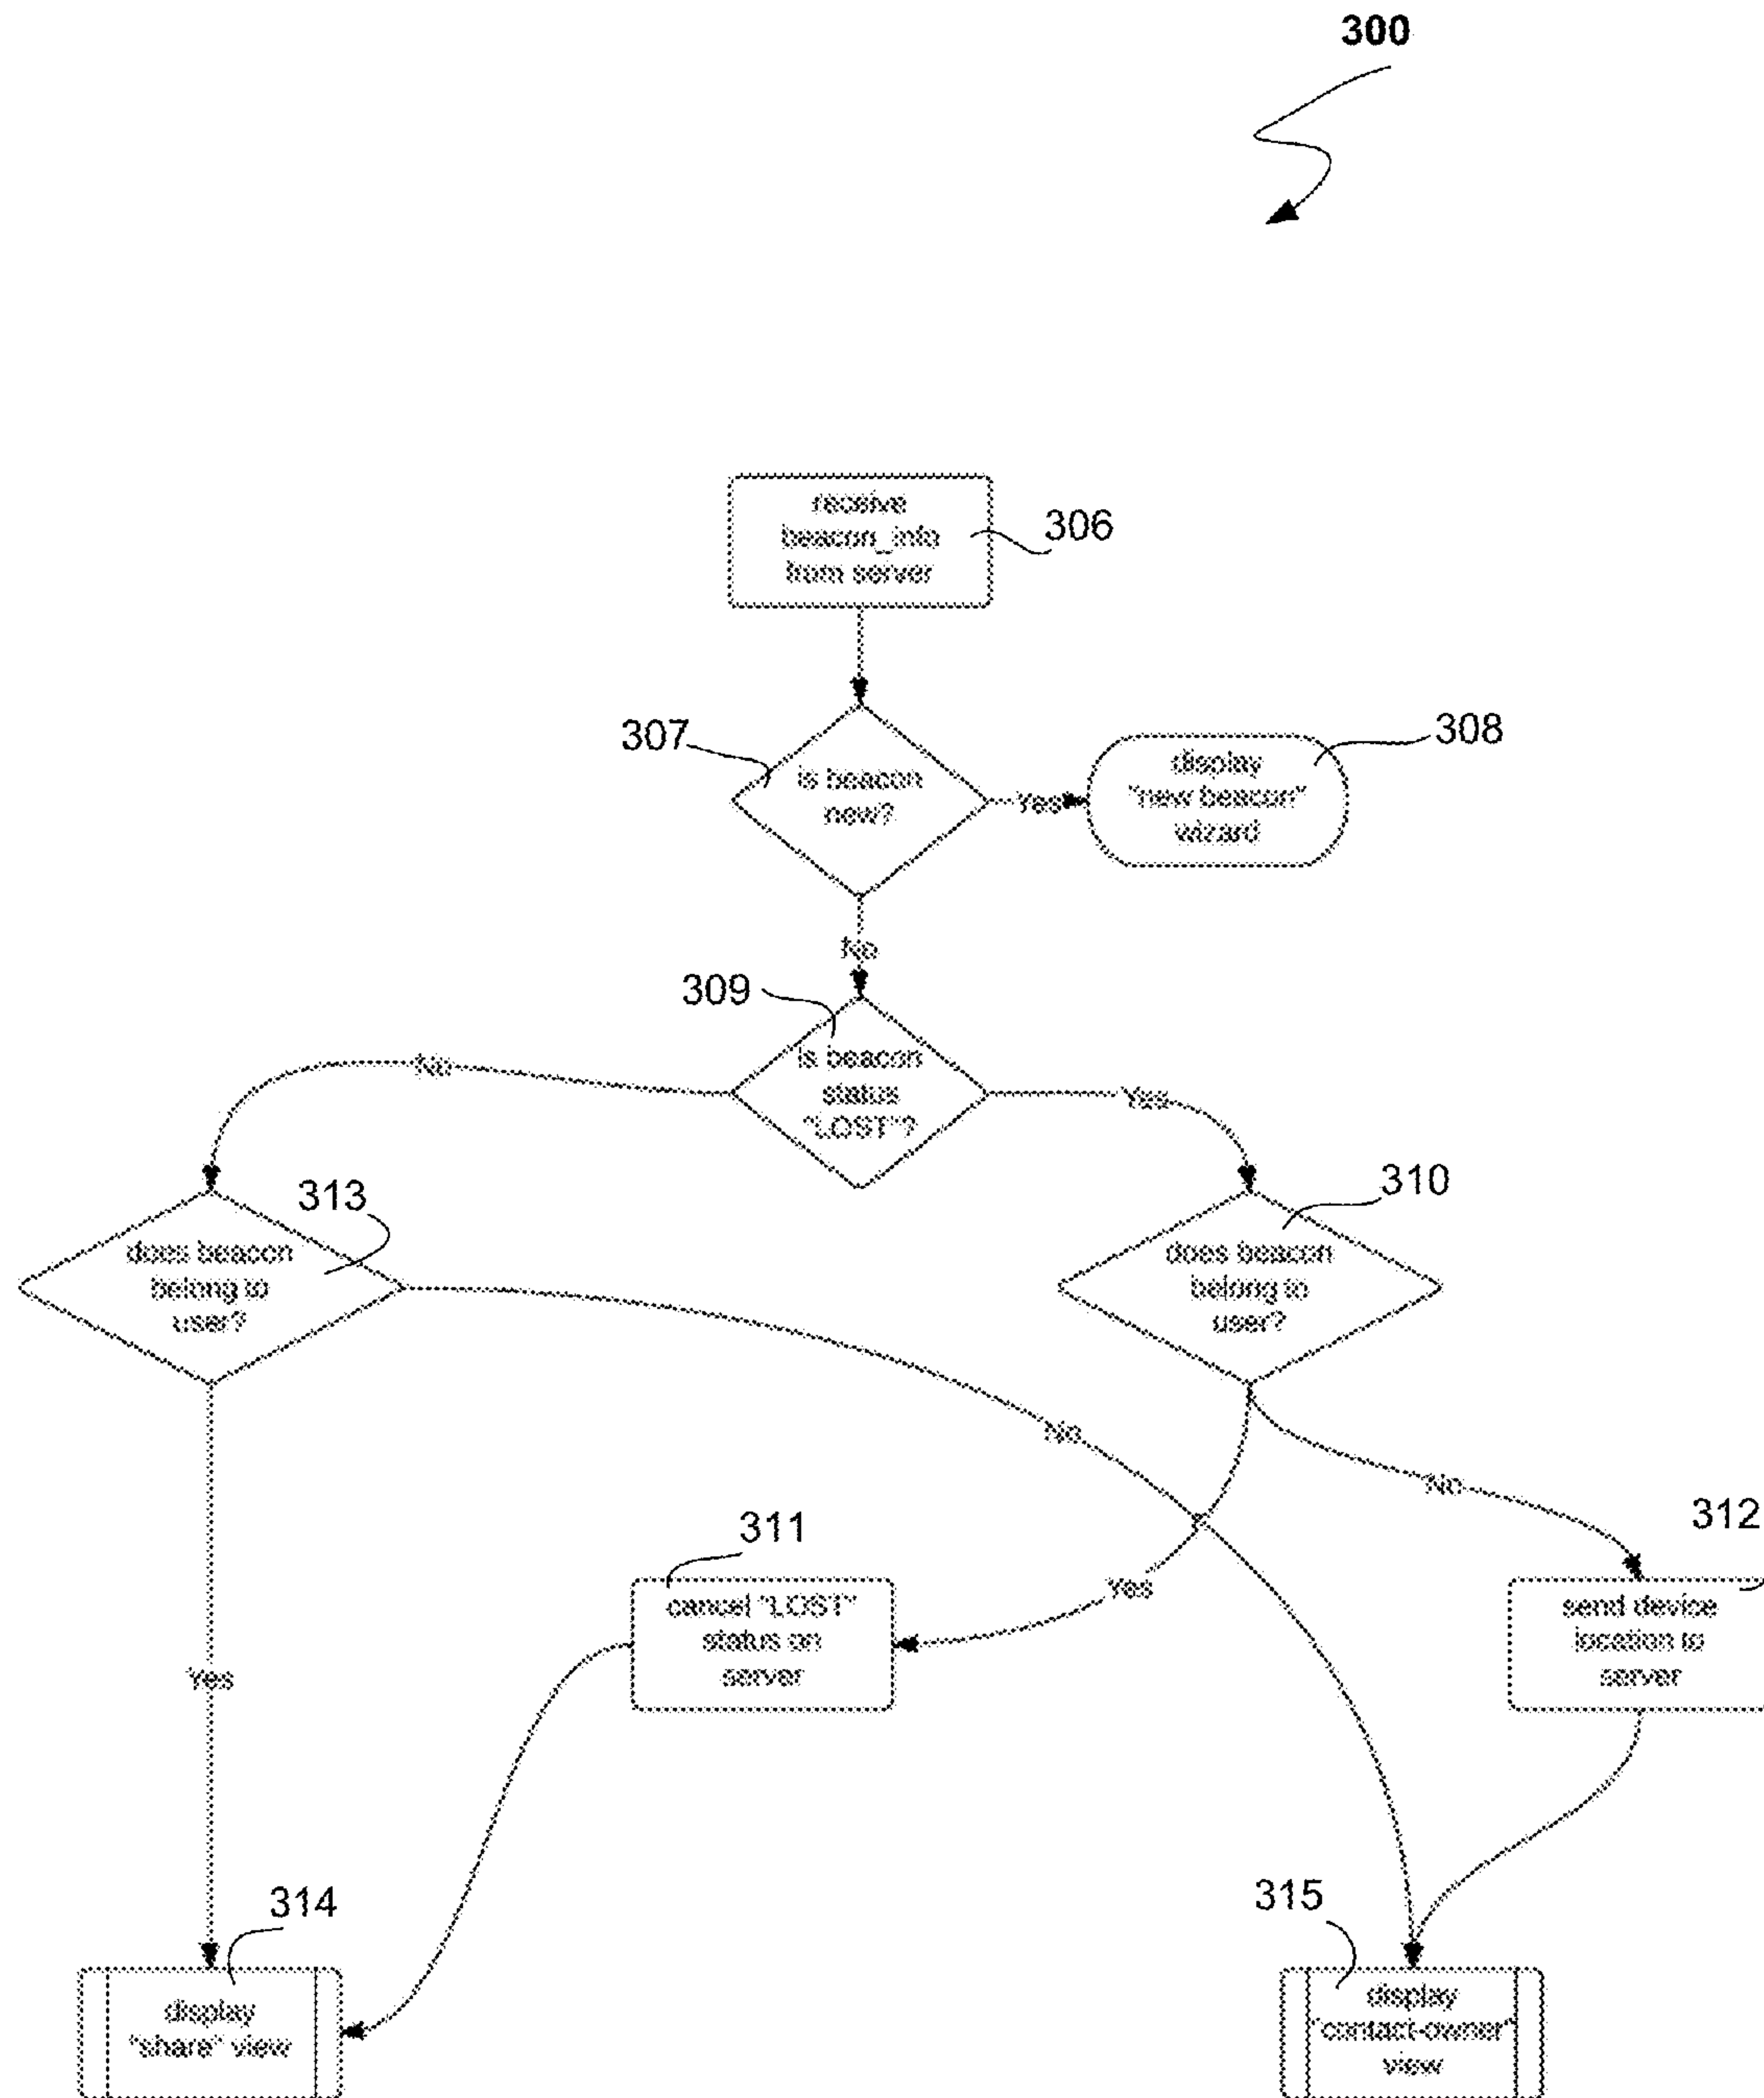 300
receive
beacon_info
from server
306
307
is beacon
new?
Yes
display
"new beacon"
wizard
308
No
309
is beacon
status
"LOST"?
No
Yes
313
does beacon
belong to
user?
310
does beacon
belong to
user?
No
No
Yes
Yes
311
cancel "LOST"
status on
server
312
send device
location to
server
314
display
"share" view
315
display
"contact-owner"
view